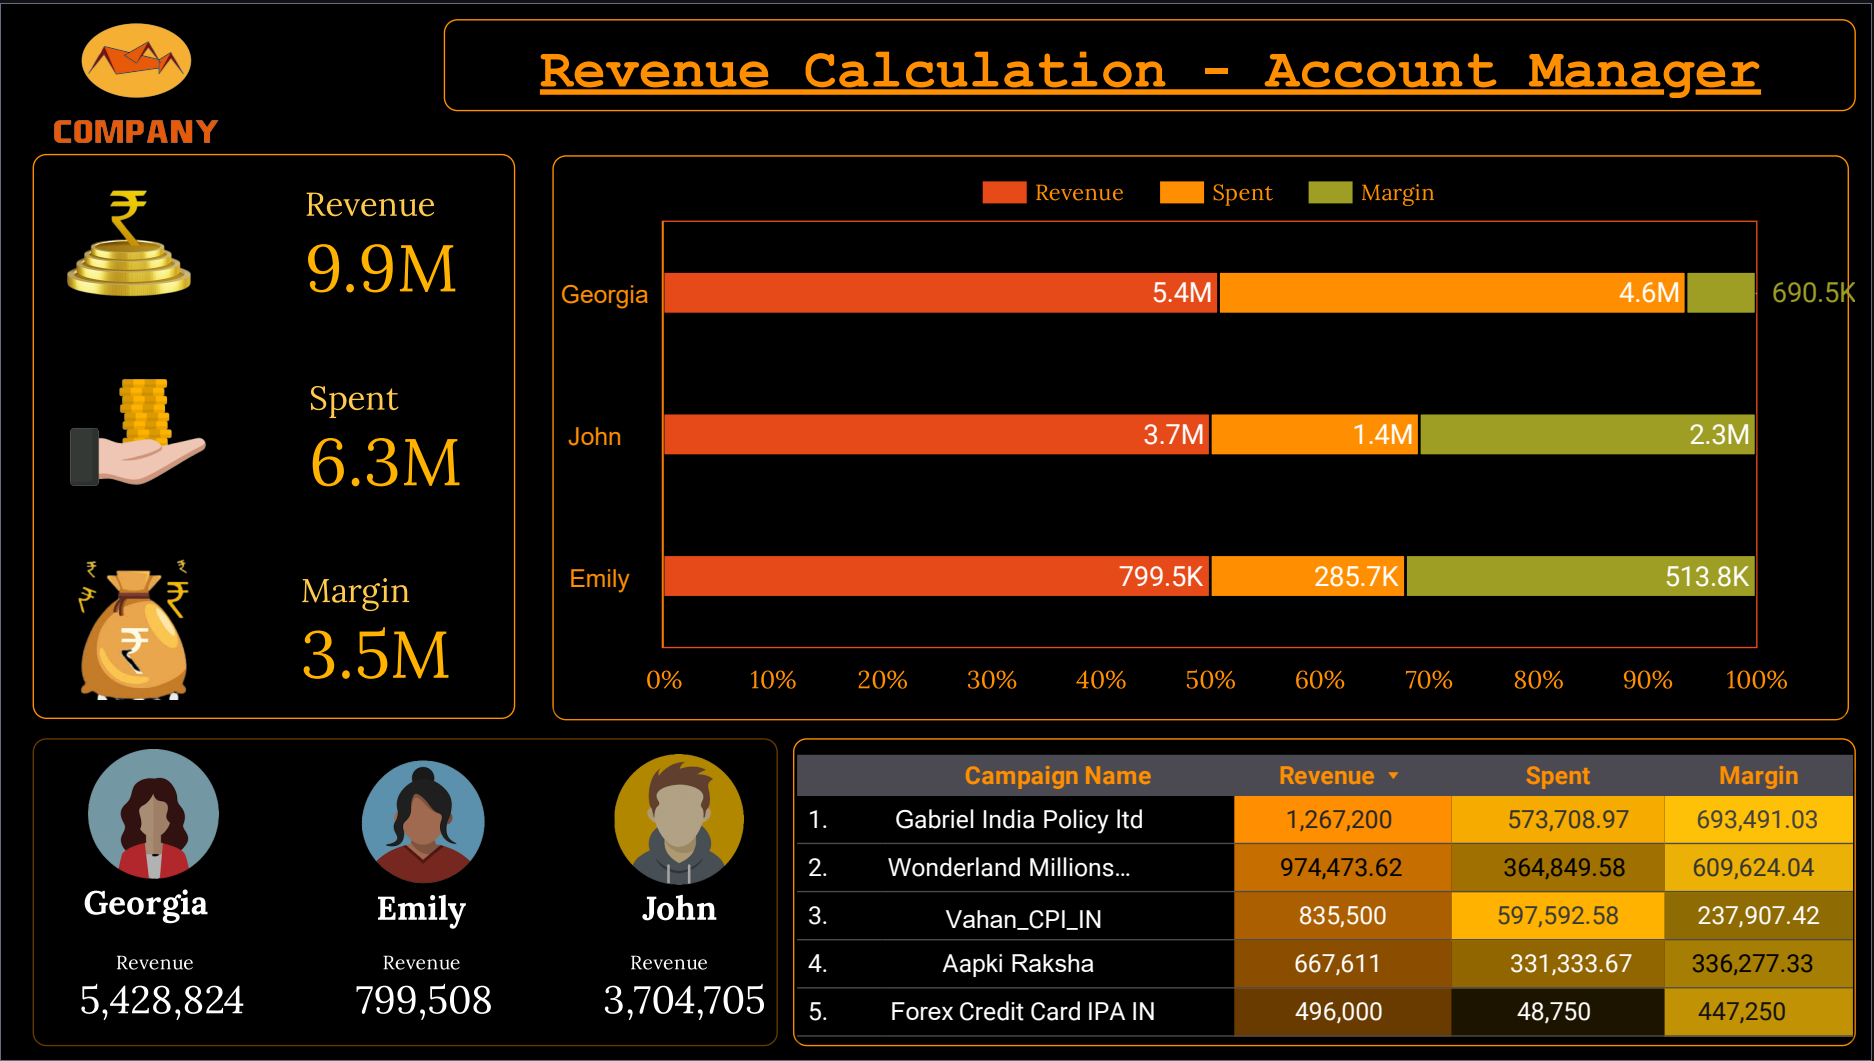 COMPANY
Revenue Calculation - Account Manager
₹
Revenue
9.9M
Spent
6.3M
₹
₹
₹
₹
₹
Margin
3.5M
Revenue Spent Margin
Georgia 5.4M 4.6M 690.5K
John 3.7M 1.4M 2.3M
Emily 799.5K 285.7K 513.8K
0% 10% 20% 30% 40% 50% 60% 70% 80% 90% 100%
Georgia
Revenue
5,428,824
Emily
Revenue
799,508
John
Revenue
3,704,705
Campaign Name Revenue Spent Margin
1. Gabriel India Policy ltd 1,267,200 573,708.97 693,491.03
2. Wonderland Millions... 974,473.62 364,849.58 609,624.04
3. Vahan_CPI_IN 835,500 597,592.58 237,907.42
4. Aapki Raksha 667,611 331,333.67 336,277.33
5. Forex Credit Card IPA IN 496,000 48,750 447,250